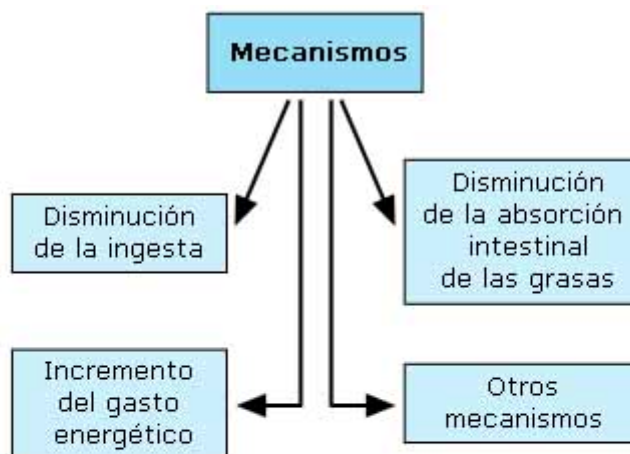 Mecanismos
Disminución
de la ingesta
Disminución
de la absorción
intestinal
de las grasas
Incremento
del gasto
energético
Otros
mecanismos